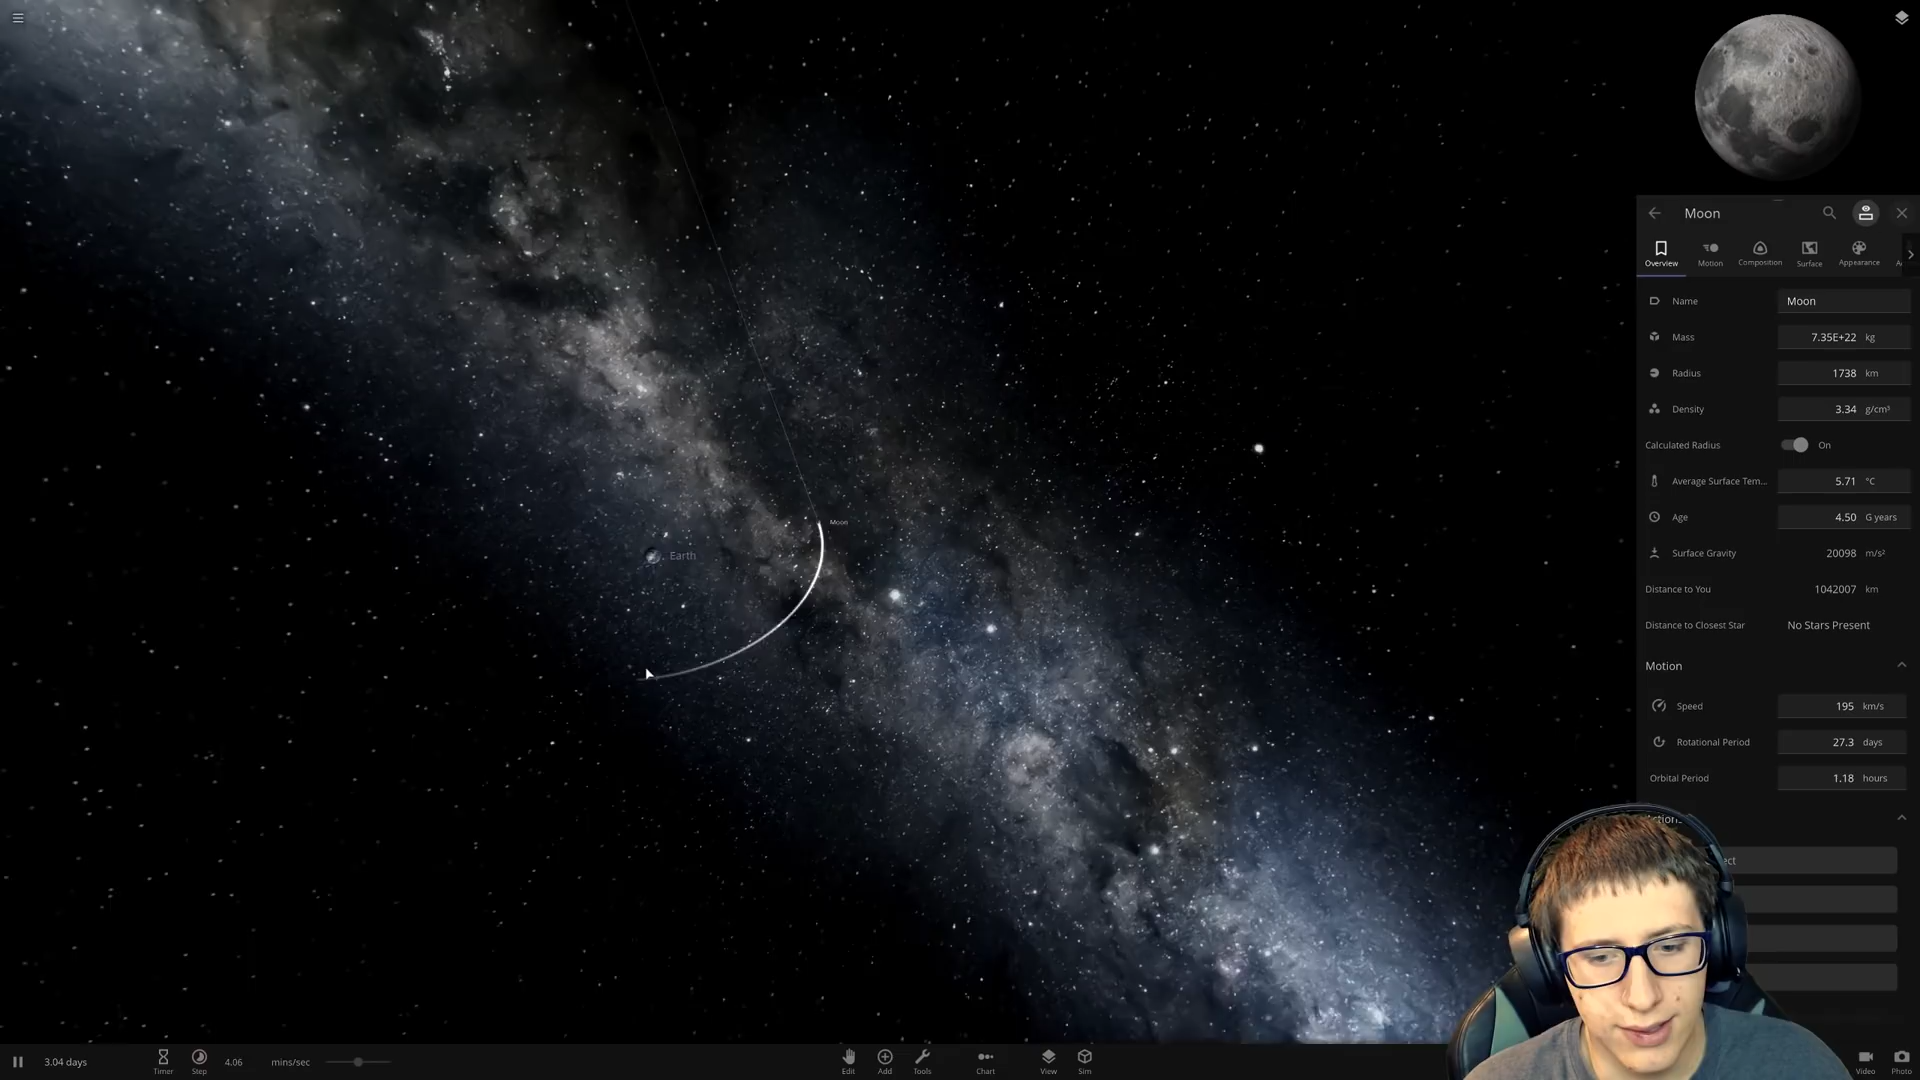 Moon
Overview
Motion
Composition
Surface
Appearance
Name
Moon
Mass
7.35E+22 kg
Radius
1738 km
Density
3.34 g/cm³
Calculated Radius
On
Average Surface Tem...
5.71 °C
Age
4.50 G years
Surface Gravity
20098 m/s²
Distance to You
1042007 km
Distance to Closest Star
No Stars Present
Motion
Speed
195 km/s
Rotational Period
27.3 days
Orbital Period
1.18 hours
Moon
Earth
3.04 days
Timer
Step
4.06 mins/sec
Edit
Add
Tools
Chart
View
Sim
Video
Photo